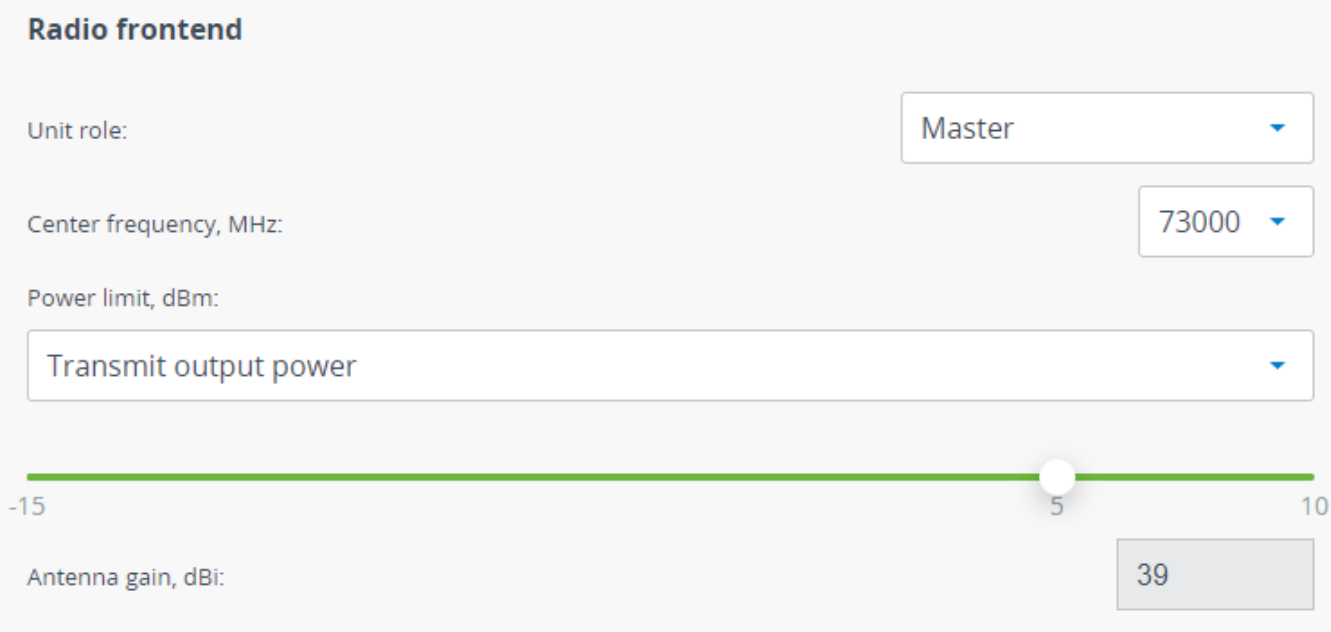 Radio frontend
Unit role:
Master
Center frequency, MHz:
73000
Power limit, dBm:
Transmit output power
-15
5
10
Antenna gain, dBi:
39